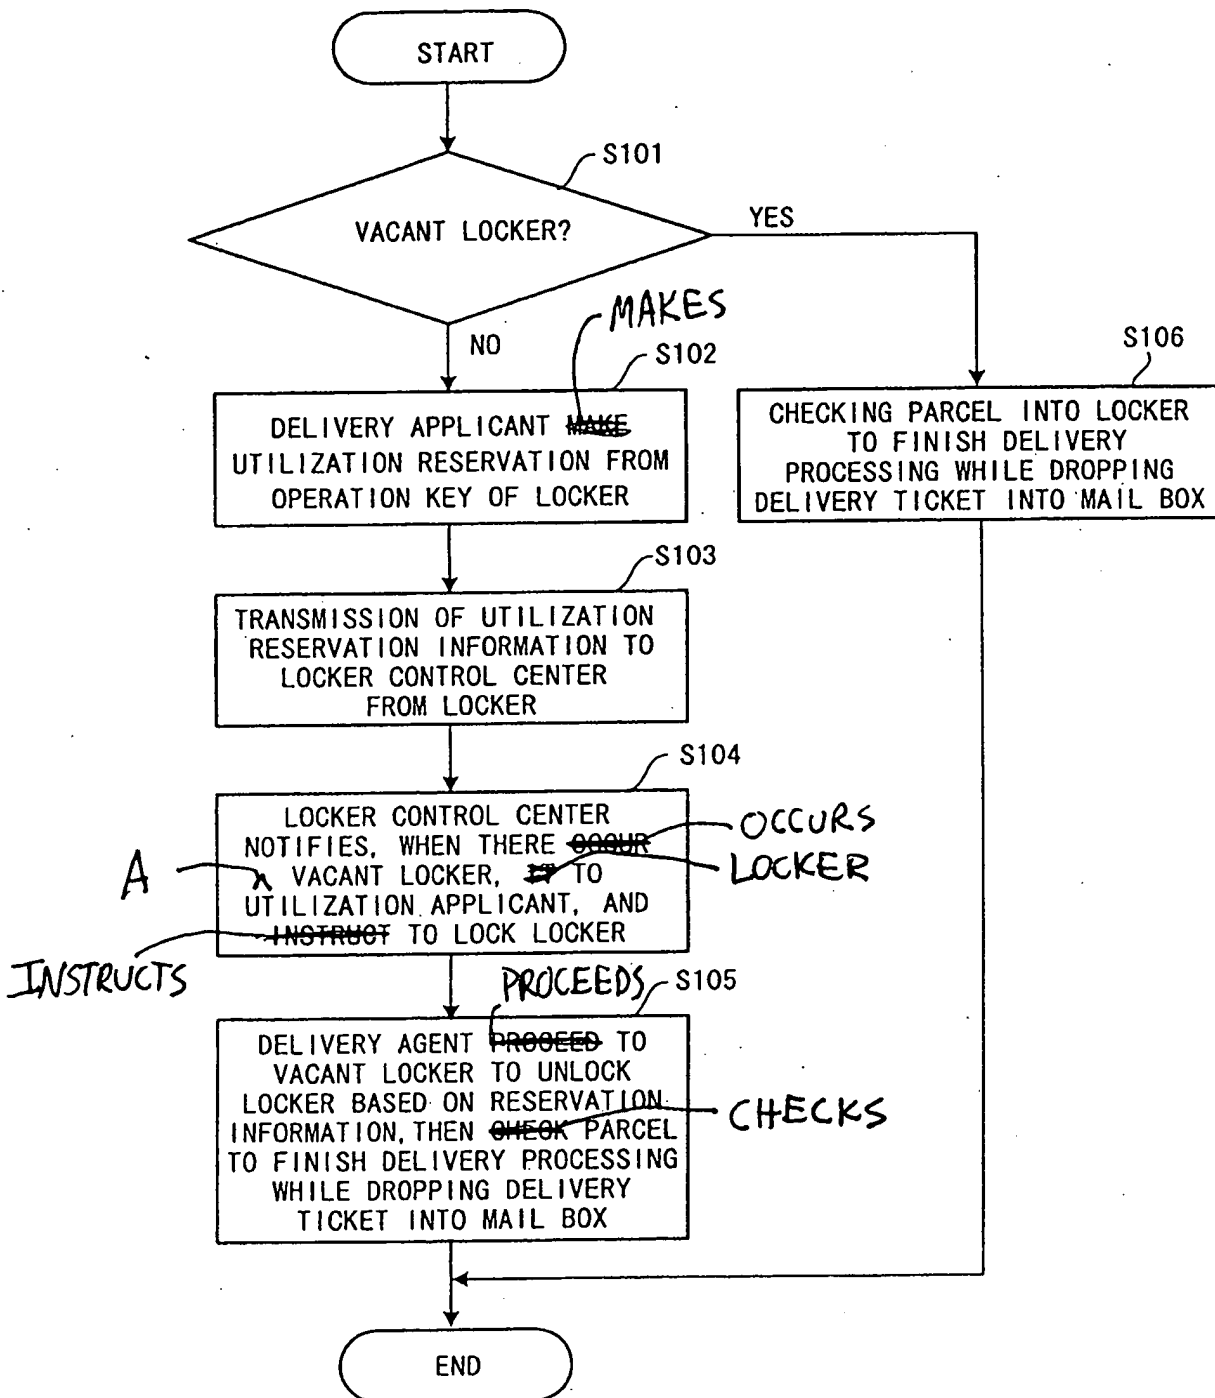 START
S101
VACANT LOCKER?
YES
NO
MAKES
S102
DELIVERY APPLICANT MAKE
UTILIZATION RESERVATION FROM
OPERATION KEY OF LOCKER
S106
CHECKING PARCEL INTO LOCKER
TO FINISH DELIVERY
PROCESSING WHILE DROPPING
DELIVERY TICKET INTO MAIL BOX
S103
TRANSMISSION OF UTILIZATION
RESERVATION INFORMATION TO
LOCKER CONTROL CENTER
FROM LOCKER
S104
LOCKER CONTROL CENTER
NOTIFIES, WHEN THERE OCCUR
OCCURS
A
VACANT LOCKER, IT TO
LOCKER
UTILIZATION APPLICANT, AND
INSTRUCT TO LOCK LOCKER
INSTRUCTS
PROCEEDS
S105
DELIVERY AGENT PROCEED TO
VACANT LOCKER TO UNLOCK
LOCKER BASED ON RESERVATION
INFORMATION, THEN CHECK PARCEL
CHECKS
TO FINISH DELIVERY PROCESSING
WHILE DROPPING DELIVERY
TICKET INTO MAIL BOX
END